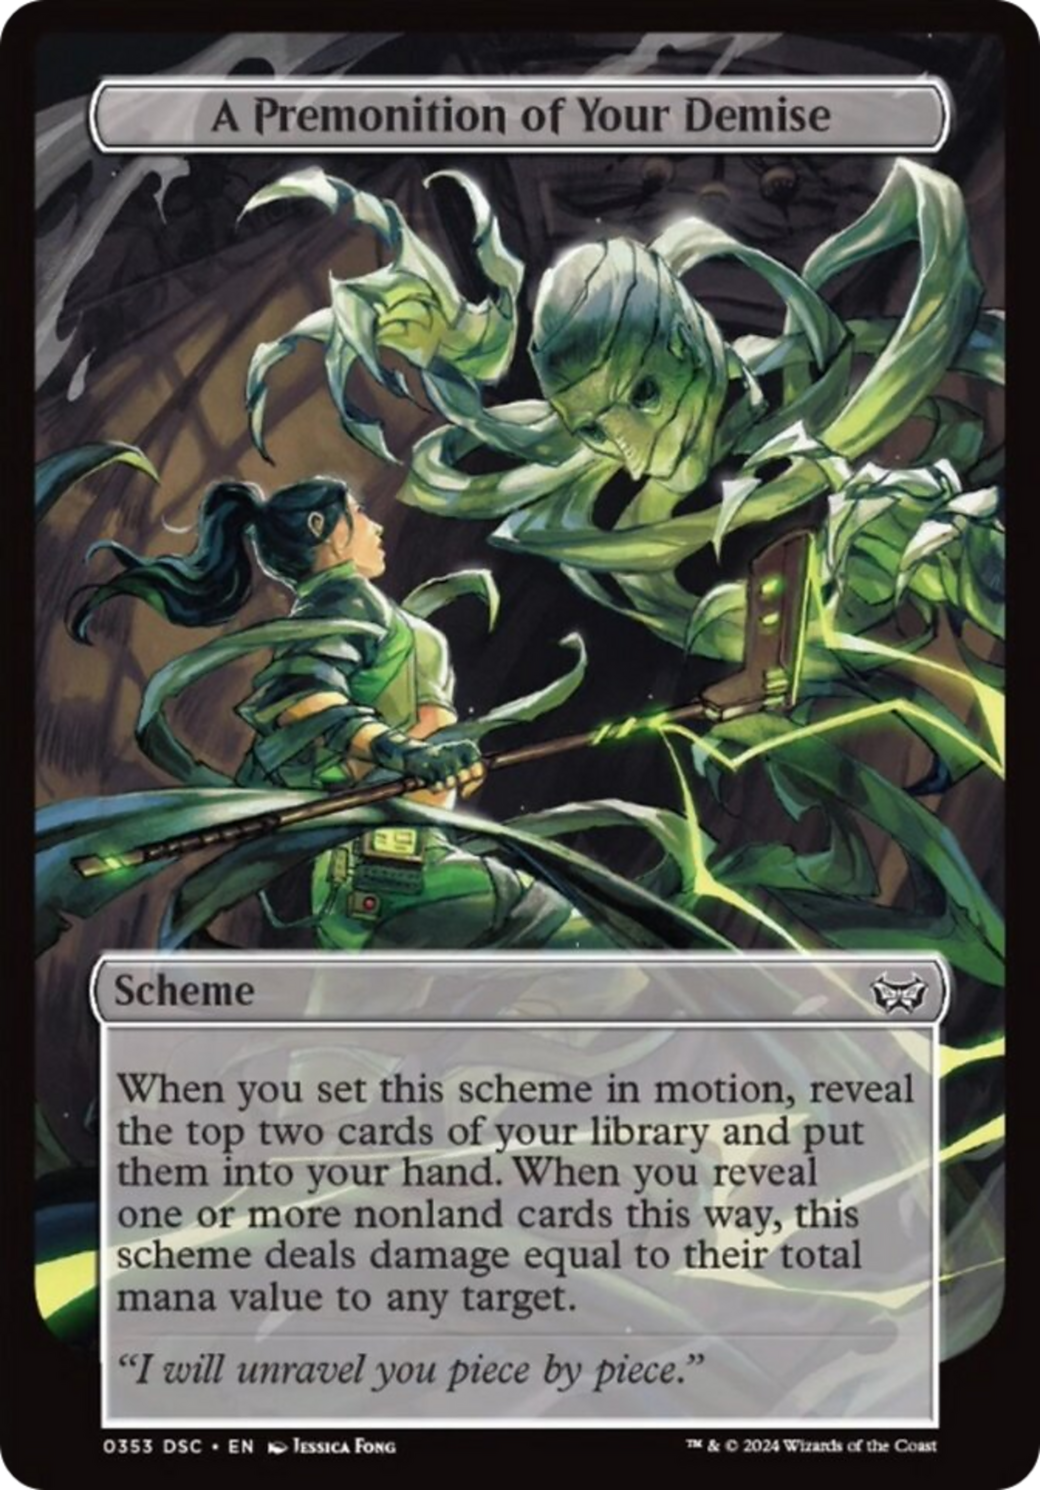 A Premonition of Your Demise
Scheme
When you set this scheme in motion, reveal
the top two cards of your library and put
them into your hand. When you reveal
one or more nonland cards this way, this
scheme deals damage equal to their total
mana value to any target.
“I will unravel you piece by piece.”
0353 DSC • EN Jessica Fong
™ & © 2024 Wizards of the Coast